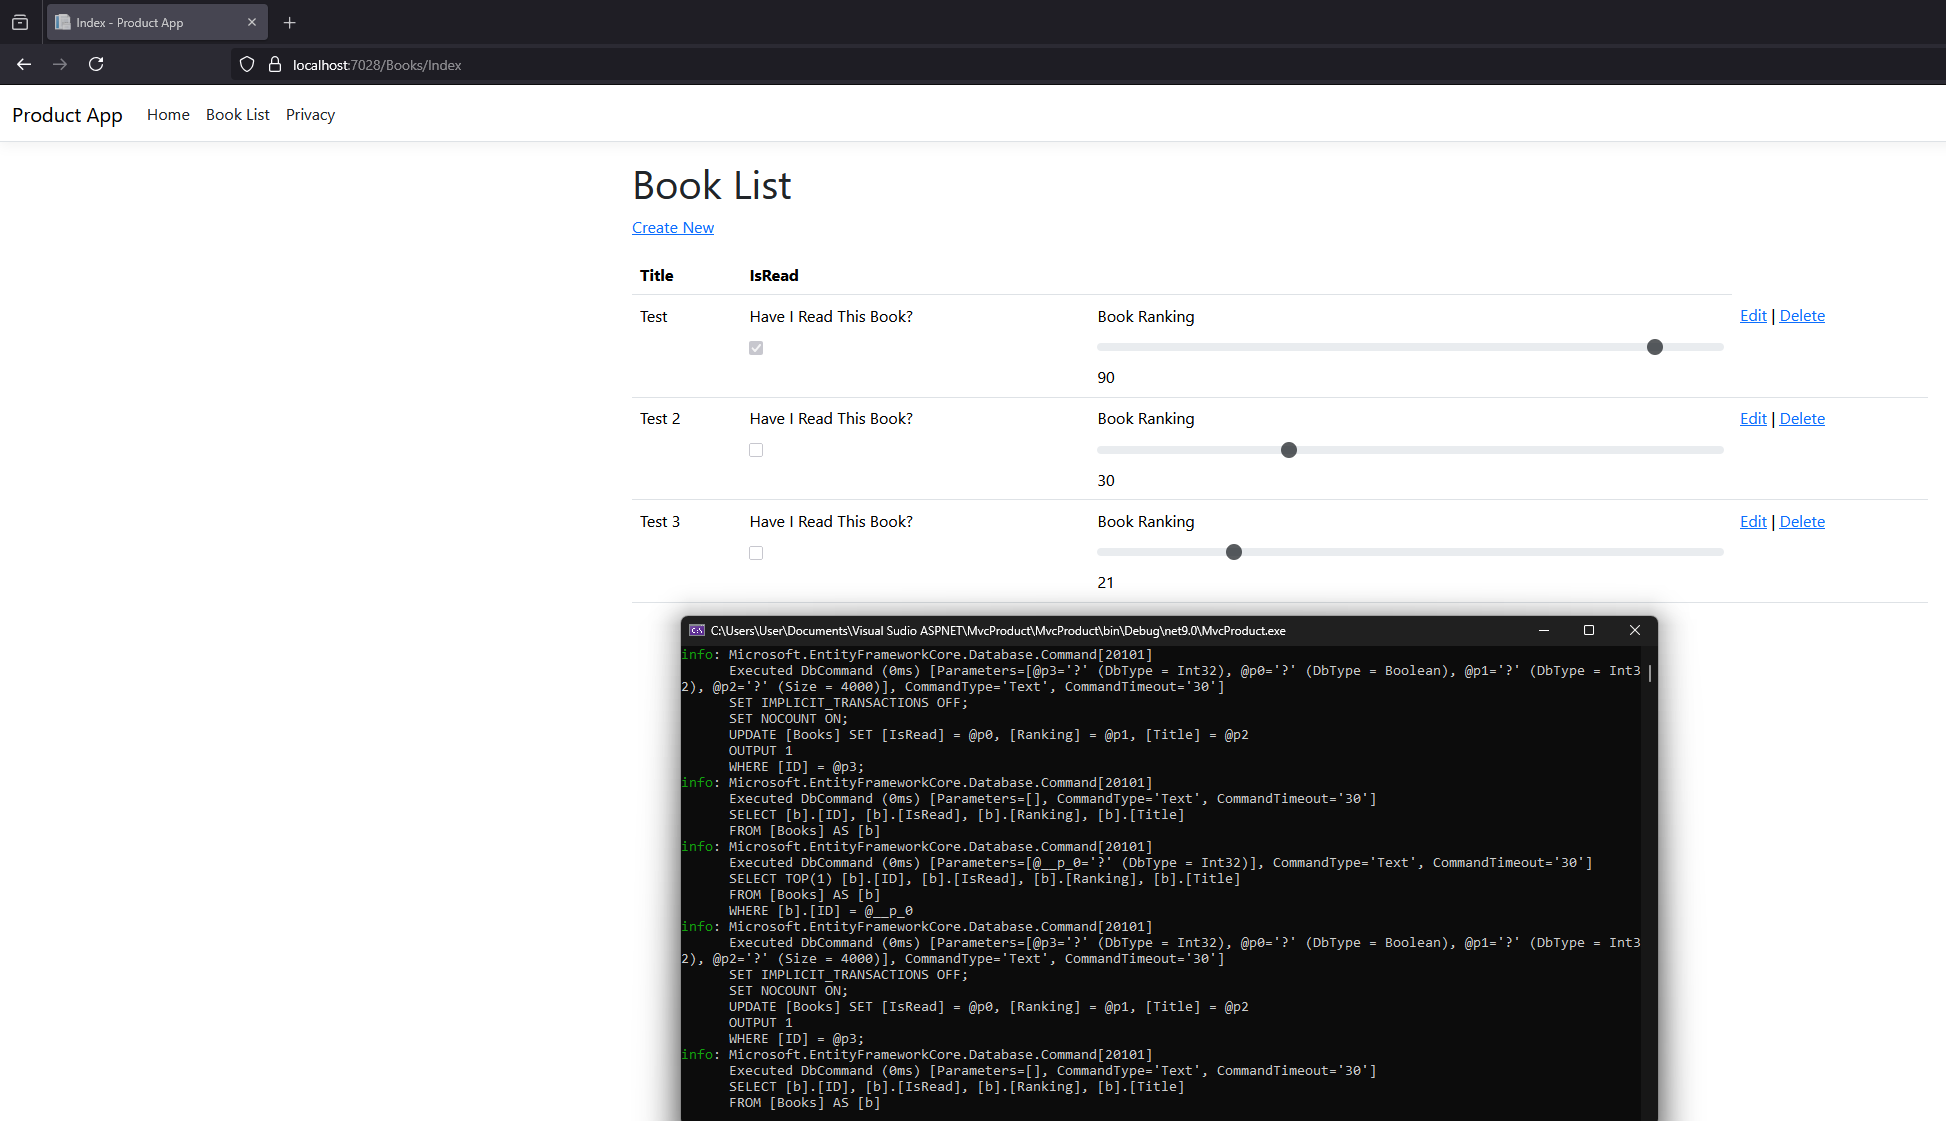 Index - Product App
localhost:7028/Books/Index
Product App Home Book List Privacy
Book List
Create New
Title IsRead
Test Have I Read This Book? Book Ranking Edit | Delete
90
Test 2 Have I Read This Book? Book Ranking Edit | Delete
30
Test 3 Have I Read This Book? Book Ranking Edit | Delete
21
C:\Users\User\Documents\Visual Sudio ASPNET\MvcProduct\MvcProduct\bin\Debug\net9.0\MvcProduct.exe
info: Microsoft.EntityFrameworkCore.Database.Command[20101]
Executed DbCommand (0ms) [Parameters=[@p3='?' (DbType = Int32), @p0='?' (DbType = Boolean), @p1='?' (DbType = Int3
2), @p2='?' (Size = 4000)], CommandType='Text', CommandTimeout='30']
SET IMPLICIT_TRANSACTIONS OFF;
SET NOCOUNT ON;
UPDATE [Books] SET [IsRead] = @p0, [Ranking] = @p1, [Title] = @p2
OUTPUT 1
WHERE [ID] = @p3;
info: Microsoft.EntityFrameworkCore.Database.Command[20101]
Executed DbCommand (0ms) [Parameters=[], CommandType='Text', CommandTimeout='30']
SELECT [b].[ID], [b].[IsRead], [b].[Ranking], [b].[Title]
FROM [Books] AS [b]
info: Microsoft.EntityFrameworkCore.Database.Command[20101]
Executed DbCommand (0ms) [Parameters=[@__p_0='?' (DbType = Int32)], CommandType='Text', CommandTimeout='30']
SELECT TOP(1) [b].[ID], [b].[IsRead], [b].[Ranking], [b].[Title]
FROM [Books] AS [b]
WHERE [b].[ID] = @__p_0
info: Microsoft.EntityFrameworkCore.Database.Command[20101]
Executed DbCommand (0ms) [Parameters=[@p3='?' (DbType = Int32), @p0='?' (DbType = Boolean), @p1='?' (DbType = Int3
2), @p2='?' (Size = 4000)], CommandType='Text', CommandTimeout='30']
SET IMPLICIT_TRANSACTIONS OFF;
SET NOCOUNT ON;
UPDATE [Books] SET [IsRead] = @p0, [Ranking] = @p1, [Title] = @p2
OUTPUT 1
WHERE [ID] = @p3;
info: Microsoft.EntityFrameworkCore.Database.Command[20101]
Executed DbCommand (0ms) [Parameters=[], CommandType='Text', CommandTimeout='30']
SELECT [b].[ID], [b].[IsRead], [b].[Ranking], [b].[Title]
FROM [Books] AS [b]